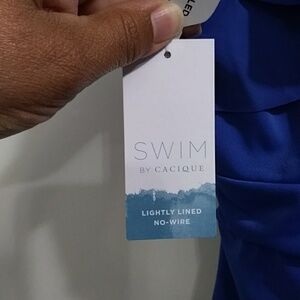 SWIM
BY CACIQUE
LIGHTLY LINED
NO-WIRE